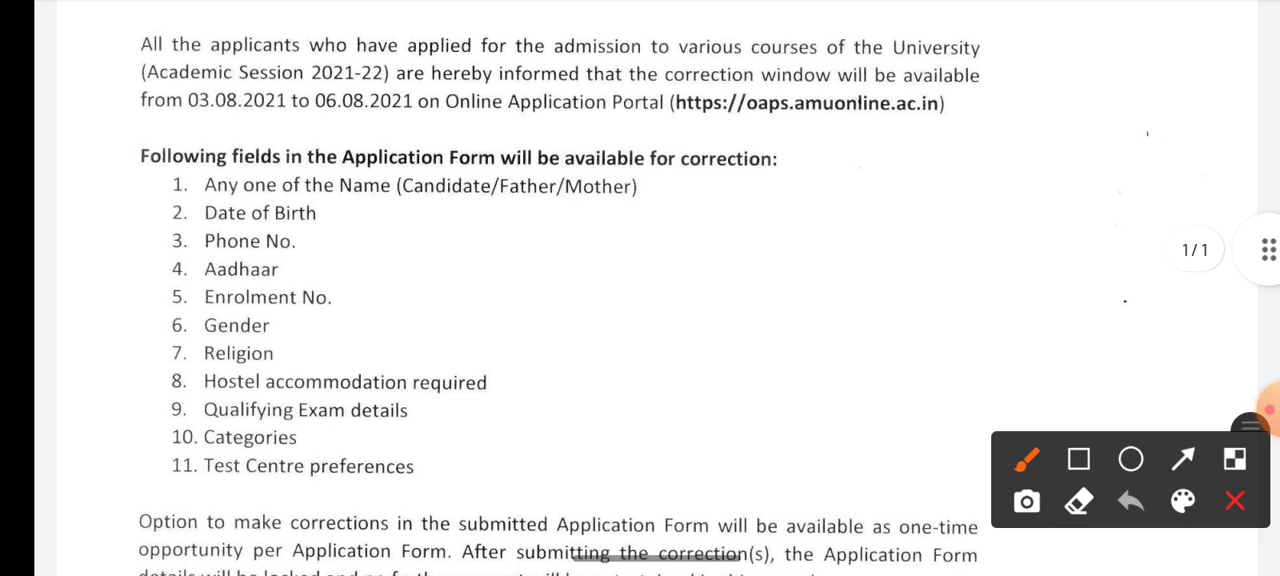 All the applicants who have applied for the admission to various courses of the University
(Academic Session 2021-22) are hereby informed that the correction window will be available
from 03.08.2021 to 06.08.2021 on Online Application Portal (https://oaps.amuonline.ac.in)
Following fields in the Application Form will be available for correction:
1. Any one of the Name (Candidate/Father/Mother)
2. Date of Birth
3. Phone No.
4. Aadhaar
5. Enrolment No.
6. Gender
7. Religion
8. Hostel accommodation required
9. Qualifying Exam details
10. Categories
11. Test Centre preferences
1/1
Option to make corrections in the submitted Application Form will be available as one-time
opportunity per Application Form. After submitting the correction(s), the Application Form